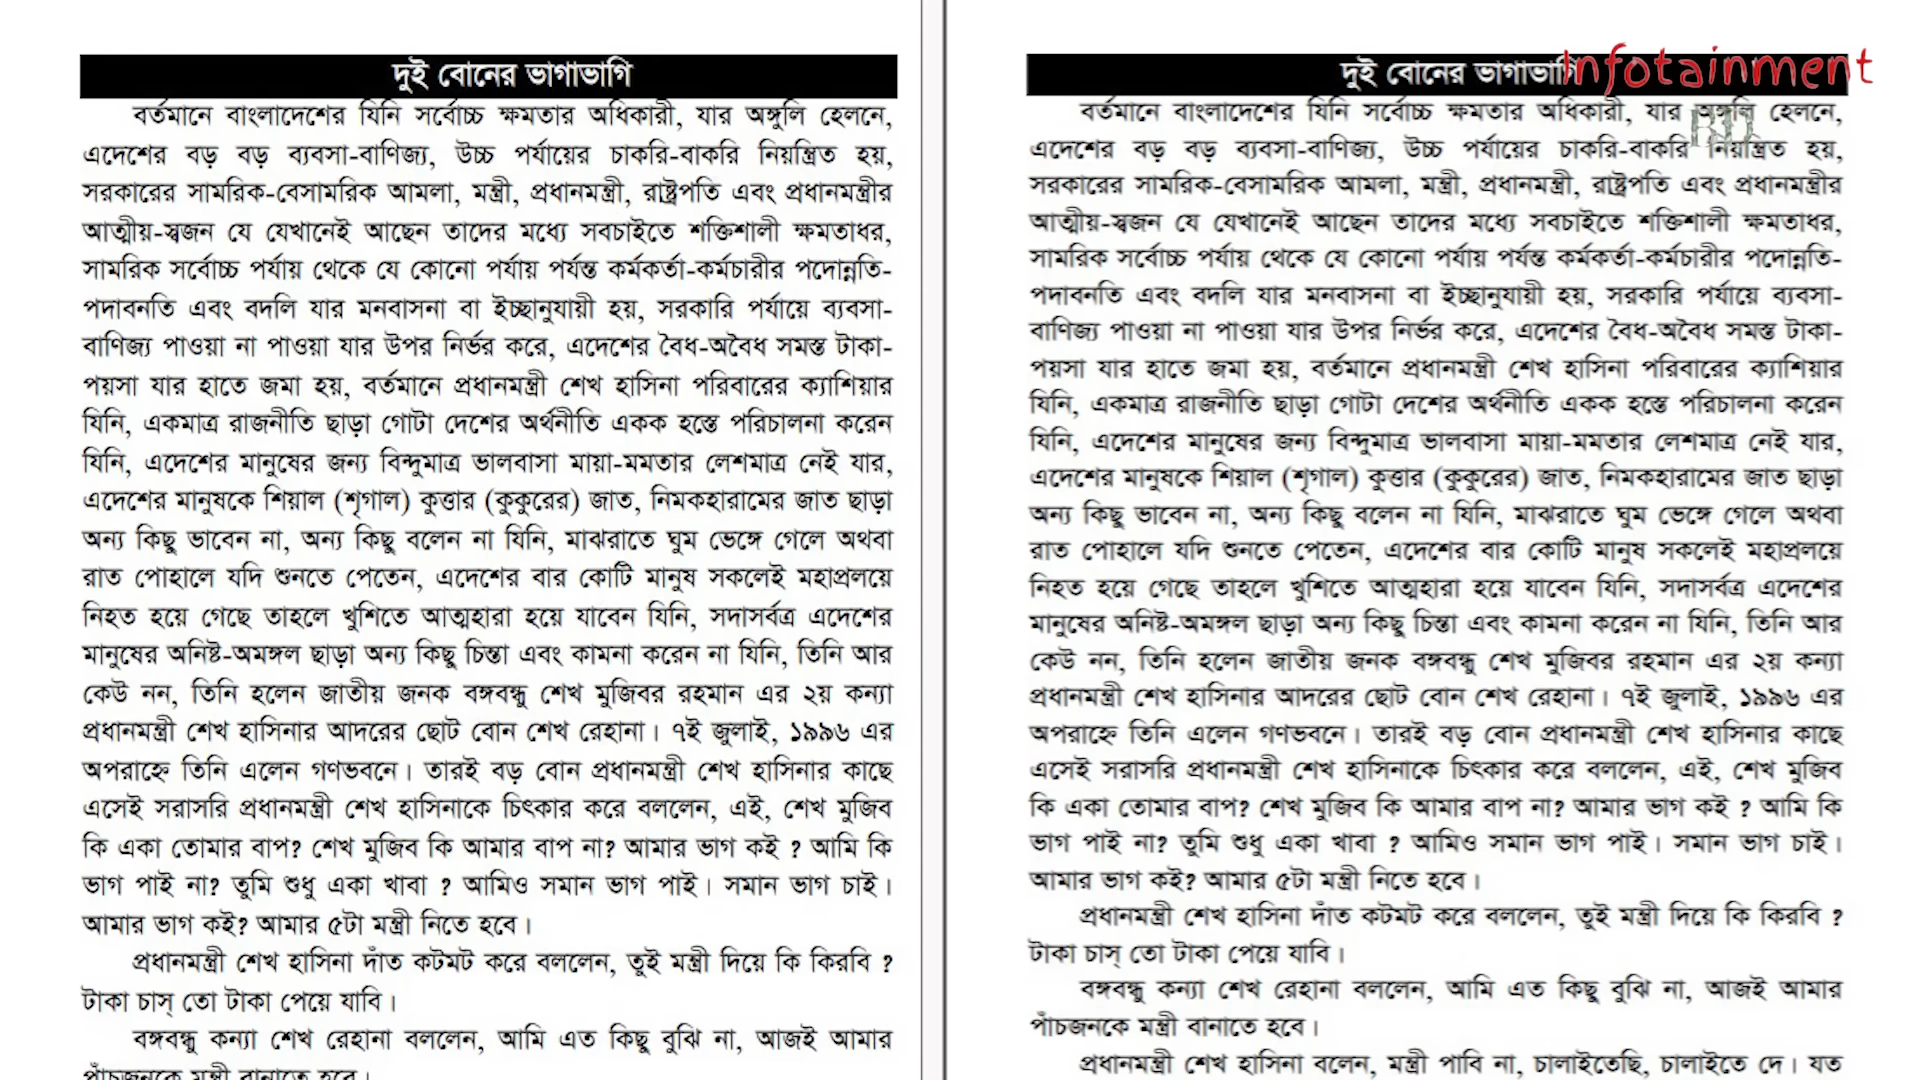 দুই বোনের ভাগাভাগি
বর্তমানে বাংলাদেশের যিনি সর্বোচ্চ ক্ষমতার অধিকারী, যার অঙ্গুলি হেলনে,
এদেশের বড় বড় ব্যবসা-বাণিজ্য, উচ্চ পর্যায়ের চাকরি-বাকরি নিয়ন্ত্রিত হয়,
সরকারের সামরিক-বেসামরিক আমলা, মন্ত্রী, প্রধানমন্ত্রী, রাষ্ট্রপতি এবং প্রধানমন্ত্রীর
আত্মীয়-স্বজন যে যেখানেই আছেন তাদের মধ্যে সবচাইতে শক্তিশালী ক্ষমতাধর,
সামরিক সর্বোচ্চ পর্যায় থেকে যে কোনো পর্যায় পর্যন্ত কর্মকর্তা-কর্মচারীর পদোন্নতি-
পদাবনতি এবং বদলি যার মনবাসনা বা ইচ্ছানুযায়ী হয়, সরকারি পর্যায়ে ব্যবসা-
বাণিজ্য পাওয়া না পাওয়া যার উপর নির্ভর করে, এদেশের বৈধ-অবৈধ সমস্ত টাকা-
পয়সা যার হাতে জমা হয়, বর্তমানে প্রধানমন্ত্রী শেখ হাসিনা পরিবারের ক্যাশিয়ার
যিনি, একমাত্র রাজনীতি ছাড়া গোটা দেশের অর্থনীতি একক হস্তে পরিচালনা করেন
যিনি, এদেশের মানুষের জন্য বিন্দুমাত্র ভালবাসা মায়া-মমতার লেশমাত্র নেই যার,
এদেশের মানুষকে শিয়াল (শৃগাল) কুত্তার (কুকুরের) জাত, নিমকহারামের জাত ছাড়া
অন্য কিছু ভাবেন না, অন্য কিছু বলেন না যিনি, মাঝরাতে ঘুম ভেঙ্গে গেলে অথবা
রাত পোহালে যদি শুনতে পেতেন, এদেশের বার কোটি মানুষ সকলেই মহাপ্রলয়ে
নিহত হয়ে গেছে তাহলে খুশিতে আত্মহারা হয়ে যাবেন যিনি, সদাসর্বত্র এদেশের
মানুষের অনিষ্ট-অমঙ্গল ছাড়া অন্য কিছু চিন্তা এবং কামনা করেন না যিনি, তিনি আর
কেউ নন, তিনি হলেন জাতীয় জনক বঙ্গবন্ধু শেখ মুজিবর রহমান এর ২য় কন্যা
প্রধানমন্ত্রী শেখ হাসিনার আদরের ছোট বোন শেখ রেহানা। ৭ই জুলাই, ১৯৯৬ এর
অপরাহ্নে তিনি এলেন গণভবনে। তারই বড় বোন প্রধানমন্ত্রী শেখ হাসিনার কাছে
এসেই সরাসরি প্রধানমন্ত্রী শেখ হাসিনাকে চিৎকার করে বললেন, এই, শেখ মুজিব
কি একা তোমার বাপ? শেখ মুজিব কি আমার বাপ না? আমার ভাগ কই ? আমি কি
ভাগ পাই না? তুমি শুধু একা খাবা ? আমিও সমান ভাগ পাই। সমান ভাগ চাই।
আমার ভাগ কই? আমার ৫টা মন্ত্রী নিতে হবে।
প্রধানমন্ত্রী শেখ হাসিনা দাঁত কটমট করে বললেন, তুই মন্ত্রী দিয়ে কি কিরবি ?
টাকা চাস্ তো টাকা পেয়ে যাবি।
বঙ্গবন্ধু কন্যা শেখ রেহানা বললেন, আমি এত কিছু বুঝি না, আজই আমার
পাঁচজনকে মন্ত্রী বানাতে হবে।
দুই বোনের ভাগাভাগি
Infotainment
BD
বর্তমানে বাংলাদেশের যিনি সর্বোচ্চ ক্ষমতার অধিকারী, যার অঙ্গুলি হেলনে,
এদেশের বড় বড় ব্যবসা-বাণিজ্য, উচ্চ পর্যায়ের চাকরি-বাকরি নিয়ন্ত্রিত হয়,
সরকারের সামরিক-বেসামরিক আমলা, মন্ত্রী, প্রধানমন্ত্রী, রাষ্ট্রপতি এবং প্রধানমন্ত্রীর
আত্মীয়-স্বজন যে যেখানেই আছেন তাদের মধ্যে সবচাইতে শক্তিশালী ক্ষমতাধর,
সামরিক সর্বোচ্চ পর্যায় থেকে যে কোনো পর্যায় পর্যন্ত কর্মকর্তা-কর্মচারীর পদোন্নতি-
পদাবনতি এবং বদলি যার মনবাসনা বা ইচ্ছানুযায়ী হয়, সরকারি পর্যায়ে ব্যবসা-
বাণিজ্য পাওয়া না পাওয়া যার উপর নির্ভর করে, এদেশের বৈধ-অবৈধ সমস্ত টাকা-
পয়সা যার হাতে জমা হয়, বর্তমানে প্রধানমন্ত্রী শেখ হাসিনা পরিবারের ক্যাশিয়ার
যিনি, একমাত্র রাজনীতি ছাড়া গোটা দেশের অর্থনীতি একক হস্তে পরিচালনা করেন
যিনি, এদেশের মানুষের জন্য বিন্দুমাত্র ভালবাসা মায়া-মমতার লেশমাত্র নেই যার,
এদেশের মানুষকে শিয়াল (শৃগাল) কুত্তার (কুকুরের) জাত, নিমকহারামের জাত ছাড়া
অন্য কিছু ভাবেন না, অন্য কিছু বলেন না যিনি, মাঝরাতে ঘুম ভেঙ্গে গেলে অথবা
রাত পোহালে যদি শুনতে পেতেন, এদেশের বার কোটি মানুষ সকলেই মহাপ্রলয়ে
নিহত হয়ে গেছে তাহলে খুশিতে আত্মহারা হয়ে যাবেন যিনি, সদাসর্বত্র এদেশের
মানুষের অনিষ্ট-অমঙ্গল ছাড়া অন্য কিছু চিন্তা এবং কামনা করেন না যিনি, তিনি আর
কেউ নন, তিনি হলেন জাতীয় জনক বঙ্গবন্ধু শেখ মুজিবর রহমান এর ২য় কন্যা
প্রধানমন্ত্রী শেখ হাসিনার আদরের ছোট বোন শেখ রেহানা। ৭ই জুলাই, ১৯৯৬ এর
অপরাহ্নে তিনি এলেন গণভবনে। তারই বড় বোন প্রধানমন্ত্রী শেখ হাসিনার কাছে
এসেই সরাসরি প্রধানমন্ত্রী শেখ হাসিনাকে চিৎকার করে বললেন, এই, শেখ মুজিব
কি একা তোমার বাপ? শেখ মুজিব কি আমার বাপ না? আমার ভাগ কই ? আমি কি
ভাগ পাই না? তুমি শুধু একা খাবা ? আমিও সমান ভাগ পাই। সমান ভাগ চাই।
আমার ভাগ কই? আমার ৫টা মন্ত্রী নিতে হবে।
প্রধানমন্ত্রী শেখ হাসিনা দাঁত কটমট করে বললেন, তুই মন্ত্রী দিয়ে কি কিরবি ?
টাকা চাস্ তো টাকা পেয়ে যাবি।
বঙ্গবন্ধু কন্যা শেখ রেহানা বললেন, আমি এত কিছু বুঝি না, আজই আমার
পাঁচজনকে মন্ত্রী বানাতে হবে।
প্রধানমন্ত্রী শেখ হাসিনা বলেন, মন্ত্রী পাবি না, চালাইতেছি, চালাইতে দে। যত